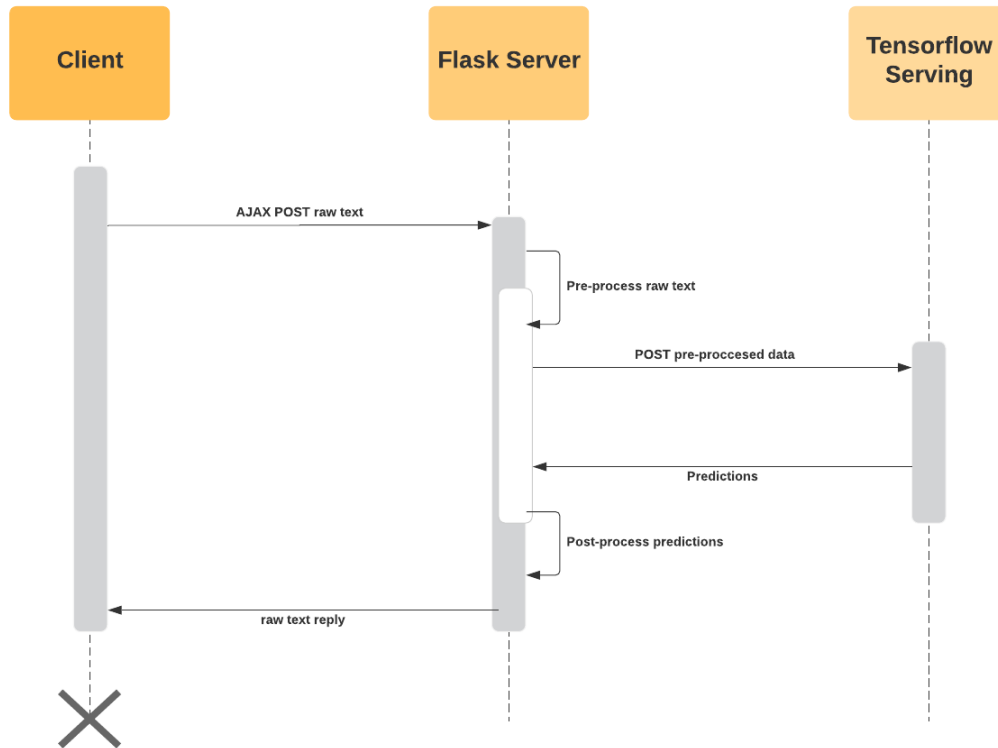 Client
Flask Server
Tensorflow
Serving
AJAX POST raw text
Pre-process raw text
POST pre-proccesed data
Predictions
Post-process predictions
raw text reply